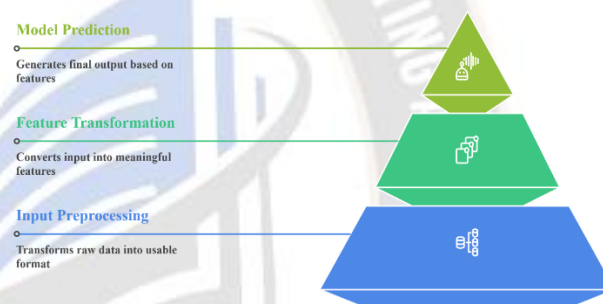 Model Prediction
Generates final output based on
features
Feature Transformation
Converts input into meaningful
features
Input Preprocessing
Transforms raw data into usable
format